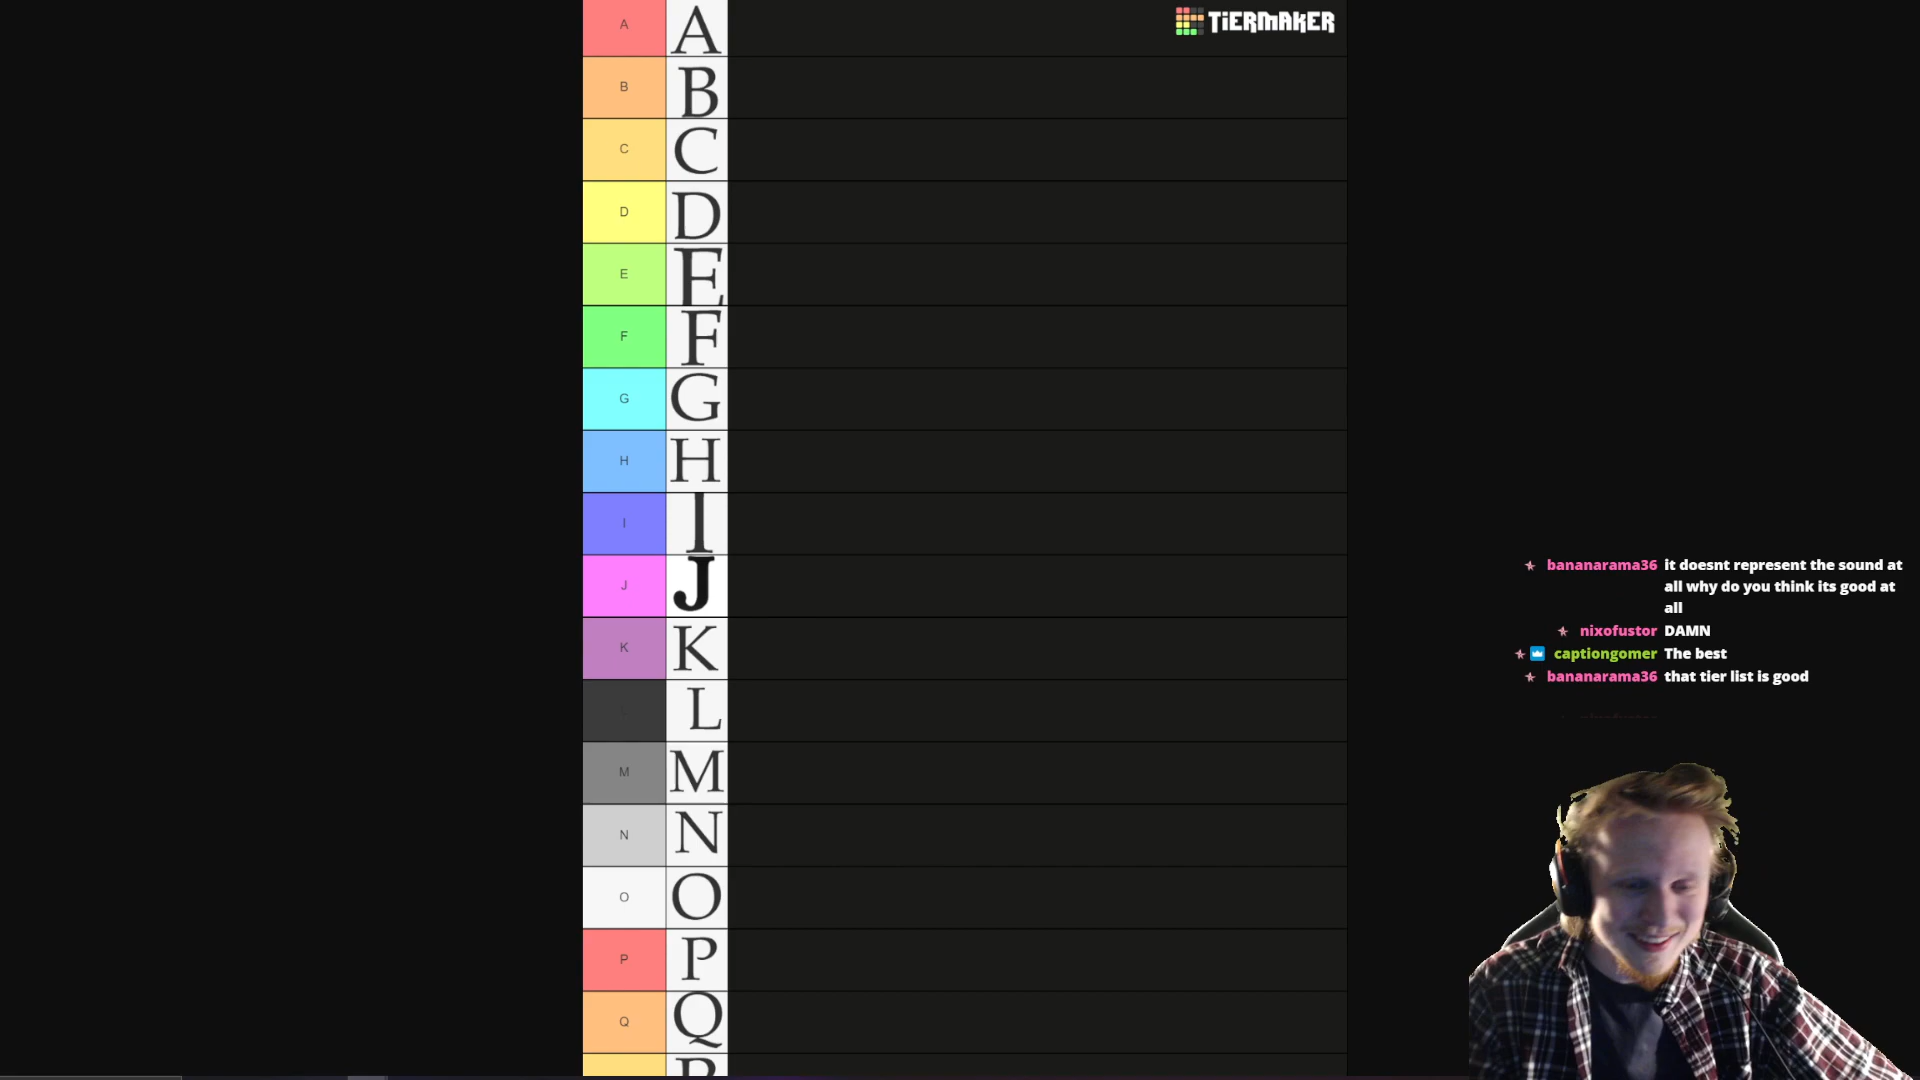 TIERMAKER
A A
B B
C C
D D
E E
F F
G G
H H
I I
J J
K K
L
M M
N N
O O
P P
Q Q
R
bananarama36 it doesnt represent the sound at
all why do you think its good at
all
nixofustor DAMN
captiongomer The best
bananarama36 that tier list is good